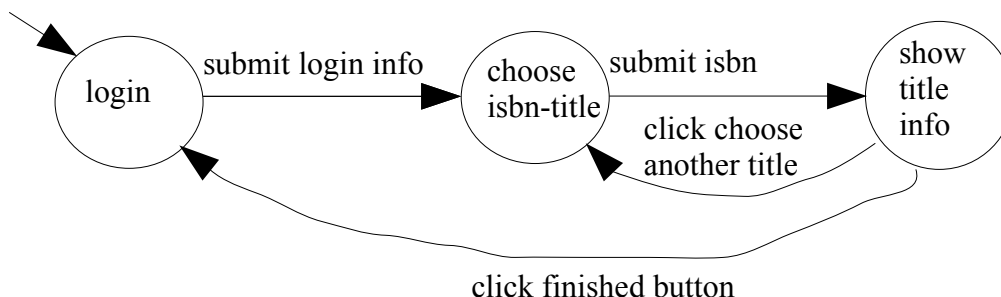 login
submit login info
choose
isbn-title
submit isbn
show
title
info
click choose
another title
click finished button